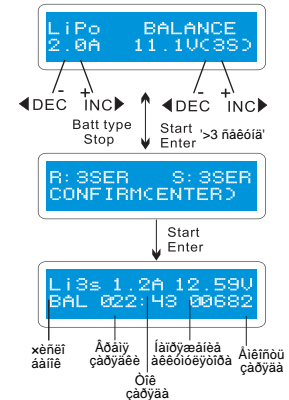 LiPo BALANCE
2.0A 11.1V(3S)
- + - +
◀DEC INC▶ ◀DEC INC▶
Batt type
Stop
Start
Enter '>3 ñåêóíä'
R: 3SER S: 3SER
CONFIRM(ENTER)
Start
Enter
Li3s 1.2A 12.59V
BAL 022:43 00682
×èñëî
áàíîê
Âðåìÿ
çàðÿäêè
Òîê
çàðÿäà
Íàïðÿæåíèå
àêêóìóëÿòîðà
Åìêîñòü
çàðÿäà